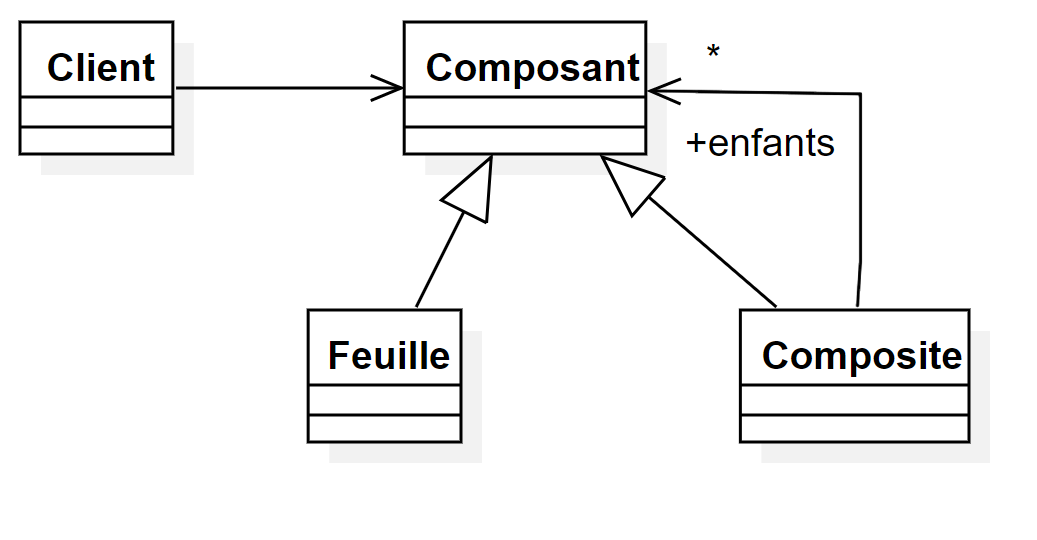 Client
Composant
*
+enfants
Feuille
Composite